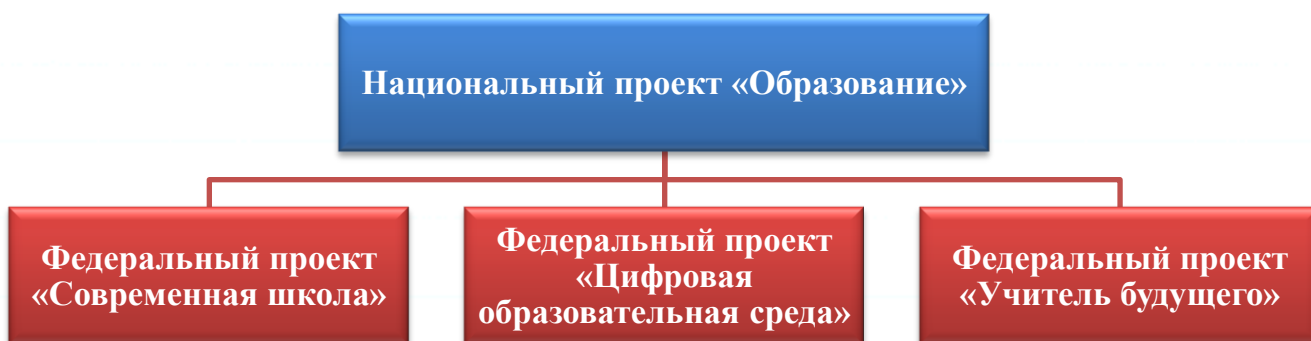 Национальный проект «Образование»
Федеральный проект
«Современная школа»
Федеральный проект
«Цифровая
образовательная среда»
Федеральный проект
«Учитель будущего»